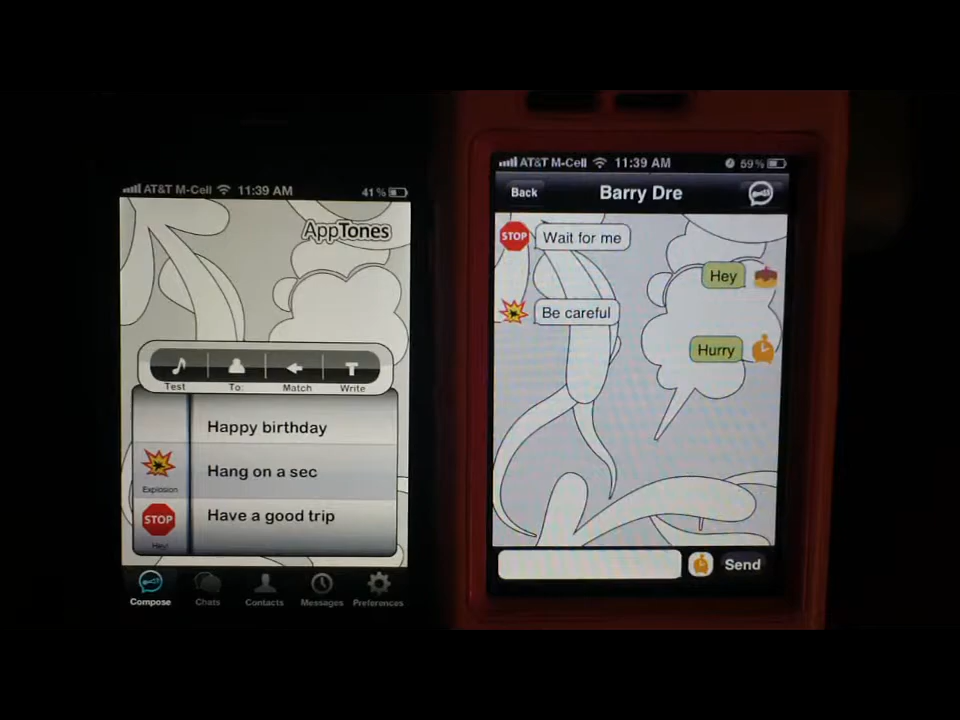 AT&T M-Cell 11:39 AM 41%
AppTones
Test To: Match Write
Happy birthday
Explosion
Hang on a sec
STOP
Hey!
Have a good trip
Compose Chats Contacts Messages Preferences
AT&T M-Cell 11:39 AM 59%
Back Barry Dre
STOP Wait for me
Hey
Be careful
Hurry
Send